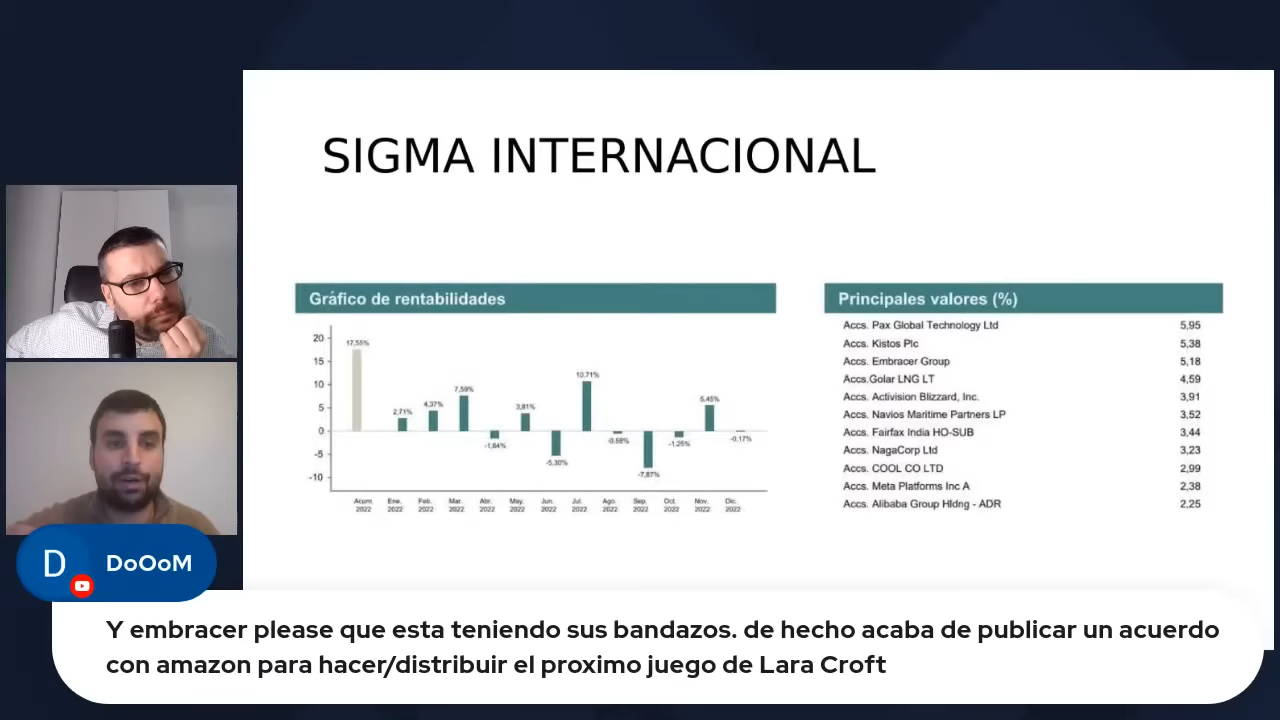 SIGMA INTERNACIONAL
Gráfico de rentabilidades
20
15
10
5
0
-5
-10
17,55%
2,71%
4,37%
7,59%
-1,64%
3,81%
-5,30%
10,71%
-0,58%
-7,87%
-1,25%
5,45%
-0,17%
Acum. Ene. Feb. Mar. Abr. May. Jun. Jul. Ago. Sep. Oct. Nov. Dic.
2022 2022 2022 2022 2022 2022 2022 2022 2022 2022 2022 2022 2022
Principales valores (%)
Accs. Pax Global Technology Ltd 5,95
Accs. Kistos Plc 5,38
Accs. Embracer Group 5,18
Accs.Golar LNG LT 4,59
Accs. Activision Blizzard, Inc. 3,91
Accs. Navios Maritime Partners LP 3,52
Accs. Fairfax India HO-SUB 3,44
Accs. NagaCorp Ltd 3,23
Accs. COOL CO LTD 2,99
Accs. Meta Platforms Inc A 2,38
Accs. Alibaba Group Hldng - ADR 2,25
D DoOoM
Y embracer please que esta teniendo sus bandazos. de hecho acaba de publicar un acuerdo
con amazon para hacer/distribuir el proximo juego de Lara Croft